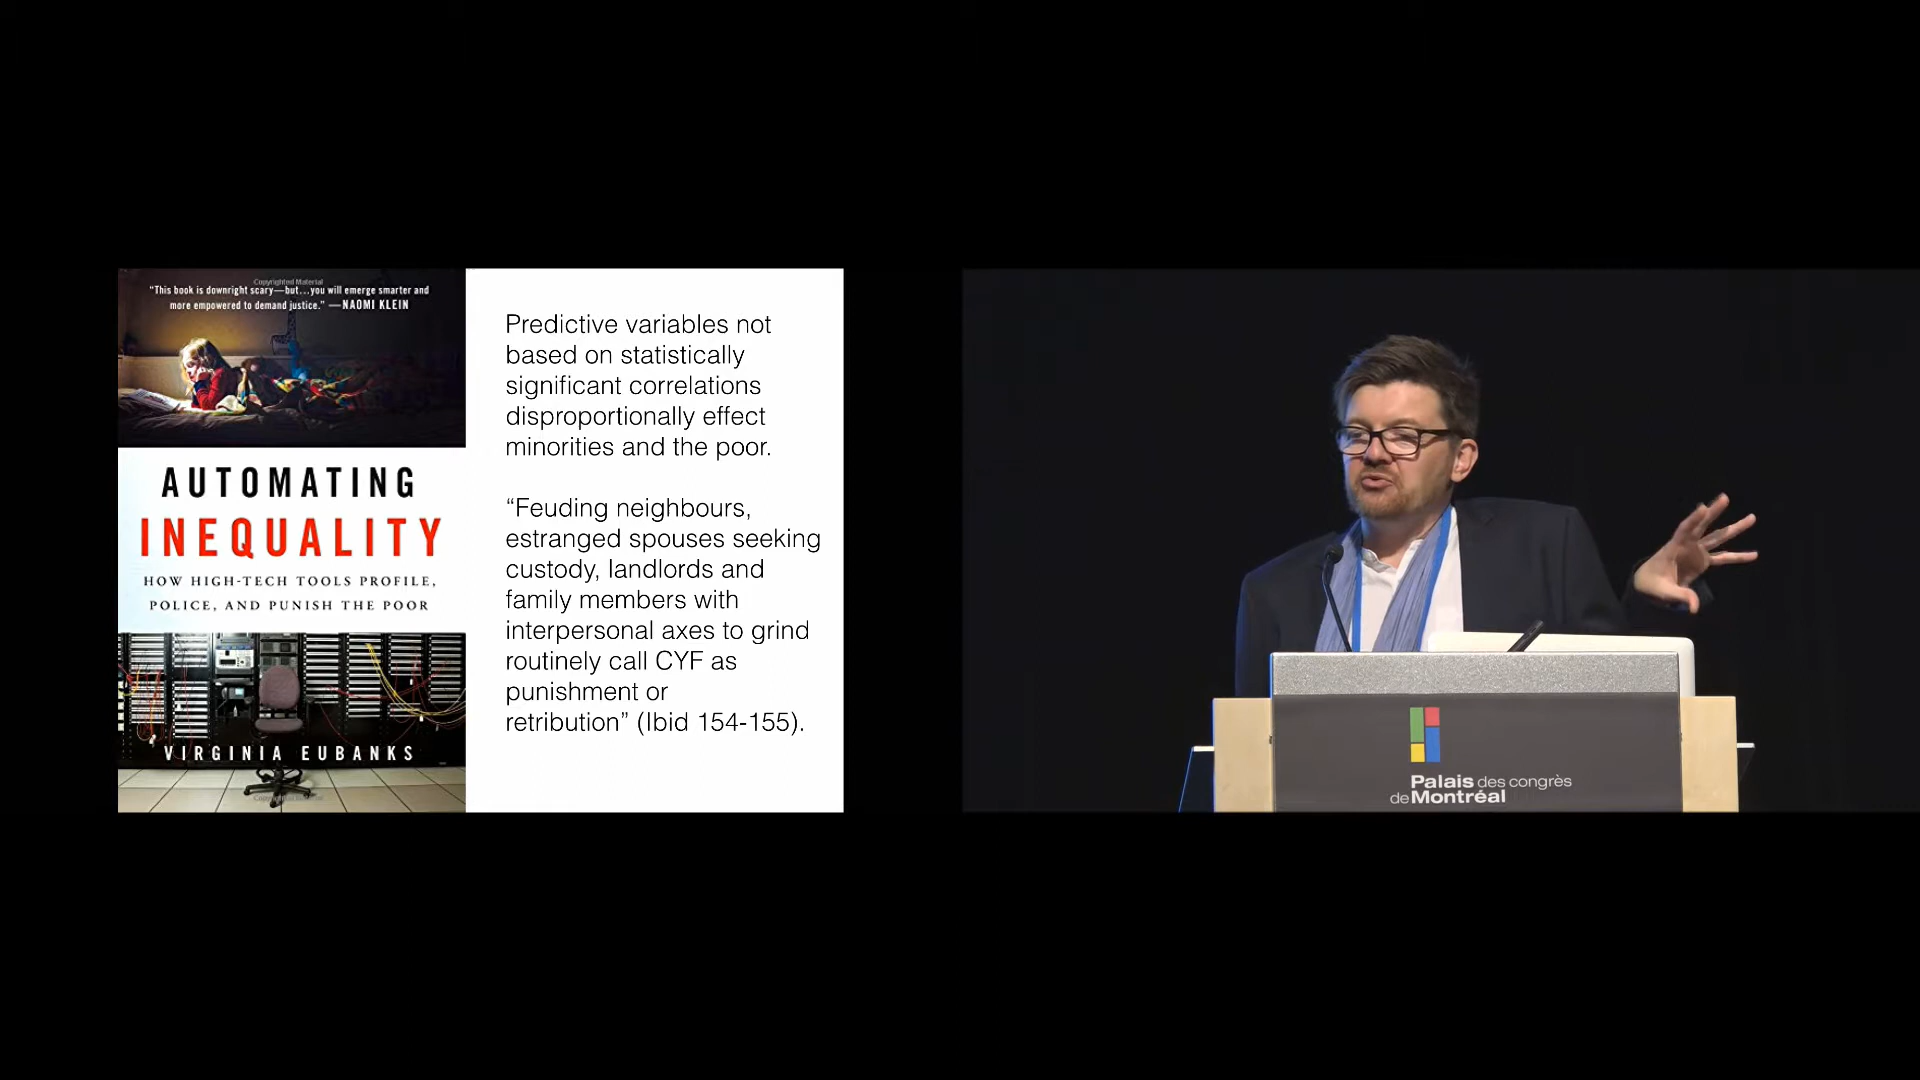 Copyrighted Material
“This book is downright scary—but...you will emerge smarter and
more empowered to demand justice.” —NAOMI KLEIN
AUTOMATING
INEQUALITY
HOW HIGH-TECH TOOLS PROFILE,
POLICE, AND PUNISH THE POOR
VIRGINIA EUBANKS
Predictive variables not
based on statistically
significant correlations
disproportionally effect
minorities and the poor.
“Feuding neighbours,
estranged spouses seeking
custody, landlords and
family members with
interpersonal axes to grind
routinely call CYF as
punishment or
retribution” (Ibid 154-155).
Palais des congrès
de Montréal